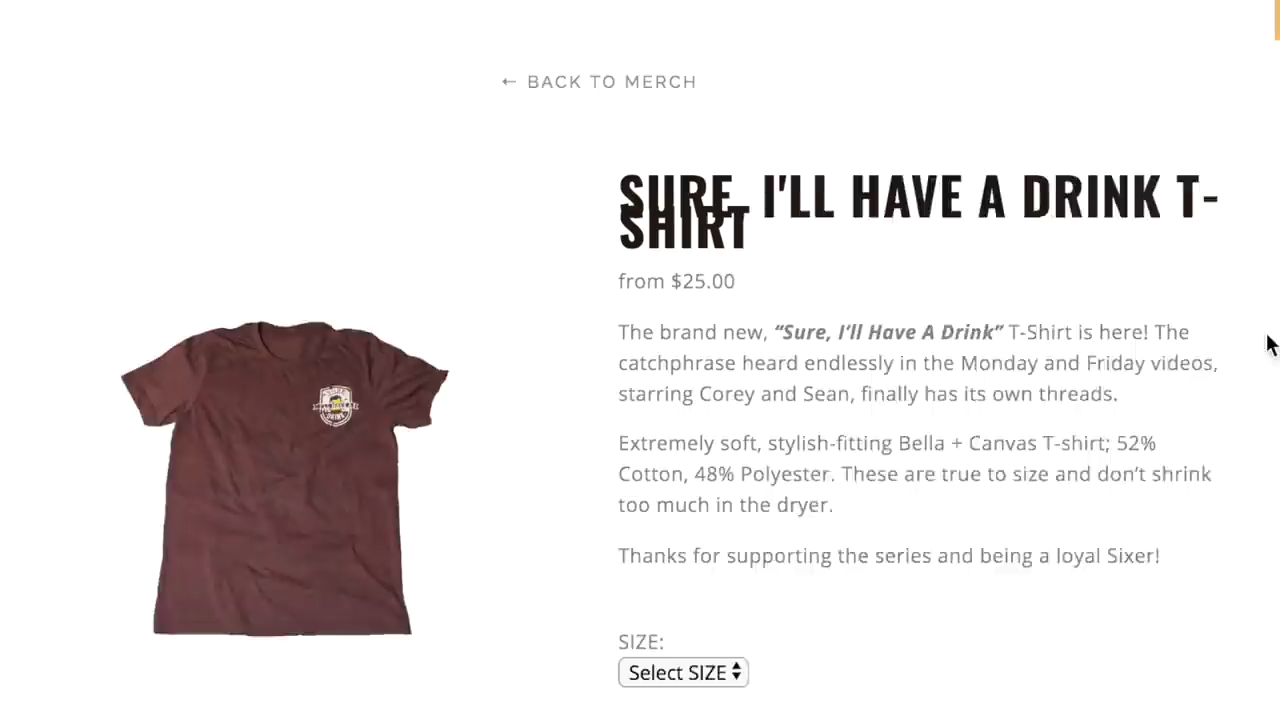 ← BACK TO MERCH
SURE, I'LL HAVE A DRINK T-
SHIRT
from $25.00
The brand new, “Sure, I’ll Have A Drink” T-Shirt is here! The
catchphrase heard endlessly in the Monday and Friday videos,
starring Corey and Sean, finally has its own threads.
Extremely soft, stylish-fitting Bella + Canvas T-shirt; 52%
Cotton, 48% Polyester. These are true to size and don’t shrink
too much in the dryer.
Thanks for supporting the series and being a loyal Sixer!
SIZE:
Select SIZE
DRINK